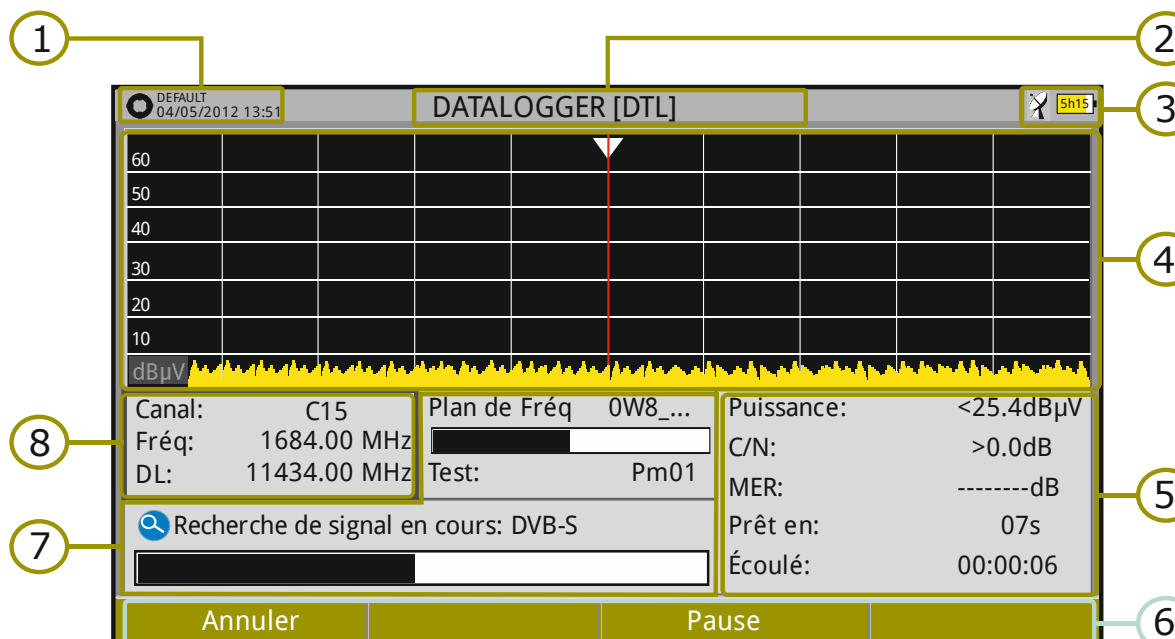 1
2
DEFAULT
04/05/2012 13:51
DATALOGGER [DTL]
5h15
3
60
50
40
30
20
10
dBµV
4
Canal: C15
Fréq: 1684.00 MHz
DL: 11434.00 MHz
8
Plan de Fréq 0W8_...
Test: Pm01
Puissance: <25.4dBµV
C/N: >0.0dB
MER: --------dB
Prêt en: 07s
Écoulé: 00:00:06
5
Recherche de signal en cours: DVB-S
7
Annuler Pause
6